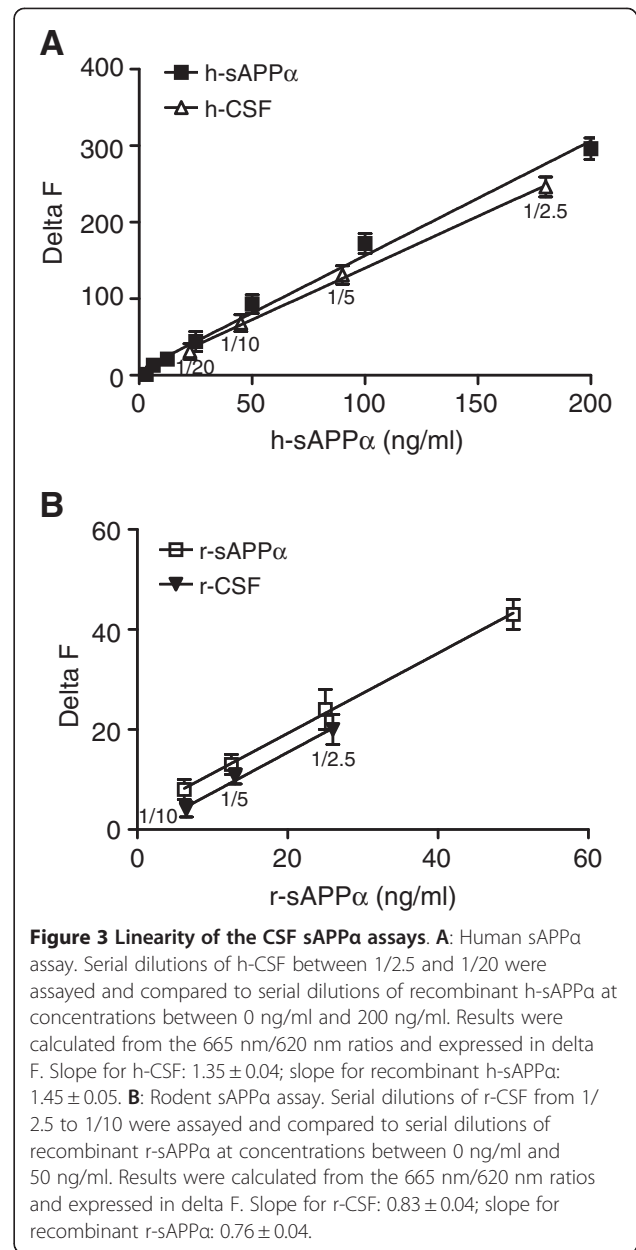 A
400
300
200
100
0
Delta F
h-sAPPα
h-CSF
1/20
1/10
1/5
1/2.5
0 50 100 150 200
h-sAPPα (ng/ml)
B
60
40
20
0
Delta F
r-sAPPα
r-CSF
1/10
1/5
1/2.5
0 20 40 60
r-sAPPα (ng/ml)
Figure 3 Linearity of the CSF sAPPα assays. A: Human sAPPα
assay. Serial dilutions of h-CSF between 1/2.5 and 1/20 were
assayed and compared to serial dilutions of recombinant h-sAPPα at
concentrations between 0 ng/ml and 200 ng/ml. Results were
calculated from the 665 nm/620 nm ratios and expressed in delta
F. Slope for h-CSF: 1.35 ± 0.04; slope for recombinant h-sAPPα:
1.45 ± 0.05. B: Rodent sAPPα assay. Serial dilutions of r-CSF from 1/
2.5 to 1/10 were assayed and compared to serial dilutions of
recombinant r-sAPPα at concentrations between 0 ng/ml and
50 ng/ml. Results were calculated from the 665 nm/620 nm ratios
and expressed in delta F. Slope for r-CSF: 0.83 ± 0.04; slope for
recombinant r-sAPPα: 0.76 ± 0.04.